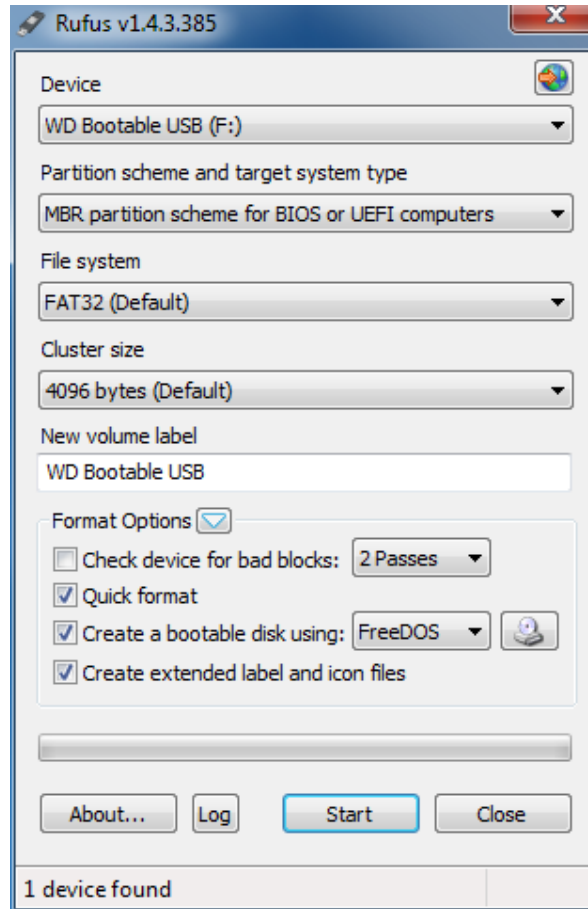 Rufus v1.4.3.385
Device
WD Bootable USB (F:)
Partition scheme and target system type
MBR partition scheme for BIOS or UEFI computers
File system
FAT32 (Default)
Cluster size
4096 bytes (Default)
New volume label
WD Bootable USB
Format Options
Check device for bad blocks: 2 Passes
Quick format
Create a bootable disk using: FreeDOS
Create extended label and icon files
About... Log Start Close
1 device found